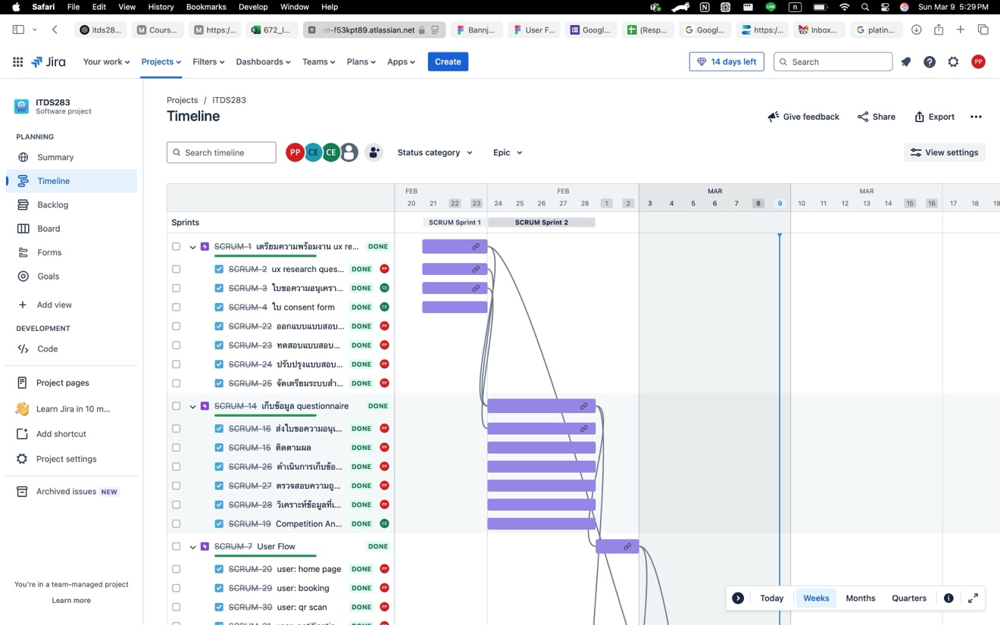 Safari File Edit View History Bookmarks Develop Window Help Sun Mar 9 5:29 PM
itds28... Cours... https:/... 672_I... m-f53kpt89.atlassian.net Bannj... User F... Googl... (Resp... Googl... https:/... Inbox... platin...
Jira Your work Projects Filters Dashboards Teams Plans Apps Create 14 days left Search PP
ITDS283
Software project
PLANNING
Summary
Timeline
Backlog
Board
Forms
Goals
Add view
DEVELOPMENT
Code
Project pages
Learn Jira in 10 m...
Add shortcut
Project settings
Archived issues NEW
You're in a team-managed project
Learn more
Projects / ITDS283
Timeline
Give feedback Share Export
Search timeline PP CE CE Status category Epic View settings
FEB FEB MAR MAR
20 21 22 23 24 25 26 27 28 1 2 3 4 5 6 7 8 9 10 11 12 13 14 15 16 17 18 19
Sprints SCRUM Sprint 1 SCRUM Sprint 2
SCRUM-1 เตรียมความพร้อมงาน ux re... DONE
SCRUM-2 ux research ques... DONE PP
SCRUM-3 ใบขอความอนุเครา... DONE CE
SCRUM-4 ใบ consent form DONE CE
SCRUM-22 ออกแบบแบบสอบ... DONE PP
SCRUM-23 ทดสอบแบบสอบ... DONE PP
SCRUM-24 ปรับปรุงแบบสอบ... DONE PP
SCRUM-25 จัดเตรียมระบบสำ... DONE PP
SCRUM-14 เก็บข้อมูล questionnaire DONE
SCRUM-16 ส่งใบขอความอนุเ... DONE PP
SCRUM-15 ติดตามผล DONE PP
SCRUM-26 ดำเนินการเก็บข้อ... DONE PP
SCRUM-27 ตรวจสอบความถู... DONE PP
SCRUM-28 วิเคราะห์ข้อมูลที่เ... DONE PP
SCRUM-19 Competition An... DONE CE
SCRUM-7 User Flow DONE
SCRUM-20 user: home page DONE PP
SCRUM-29 user: booking DONE PP
SCRUM-30 user: qr scan DONE PP
Today Weeks Months Quarters